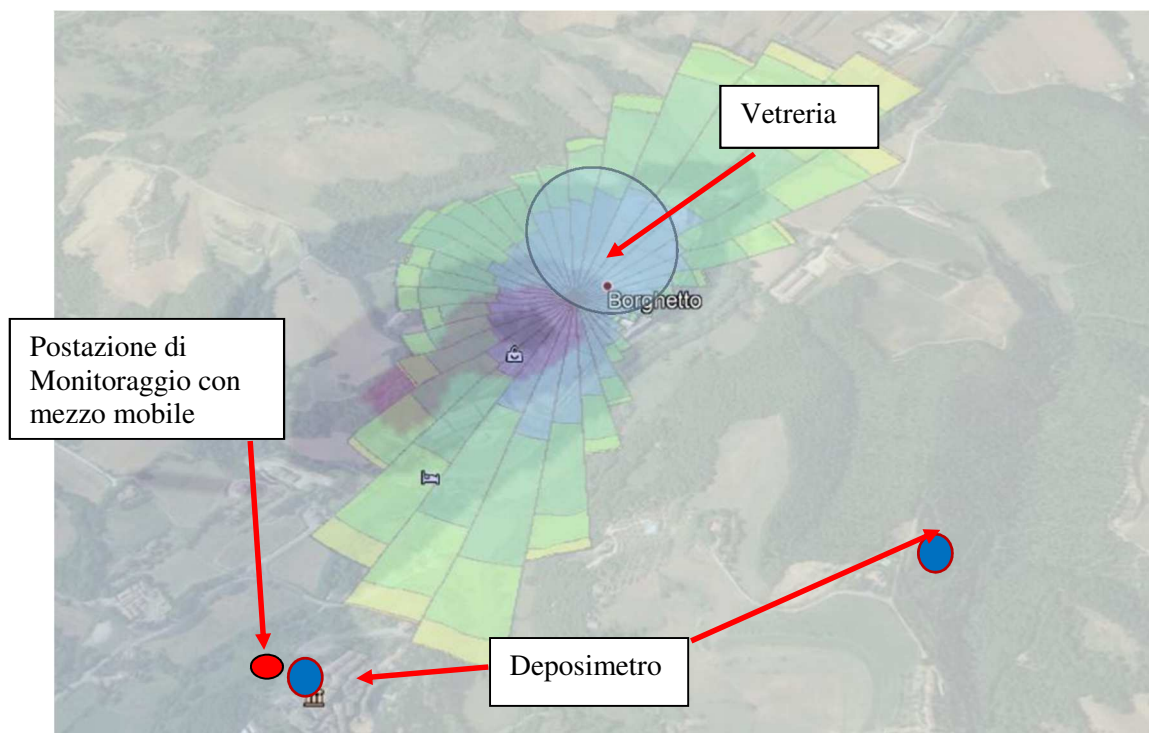 Vetreria
Borghetto
Postazione di
Monitoraggio con
mezzo mobile
Deposimetro